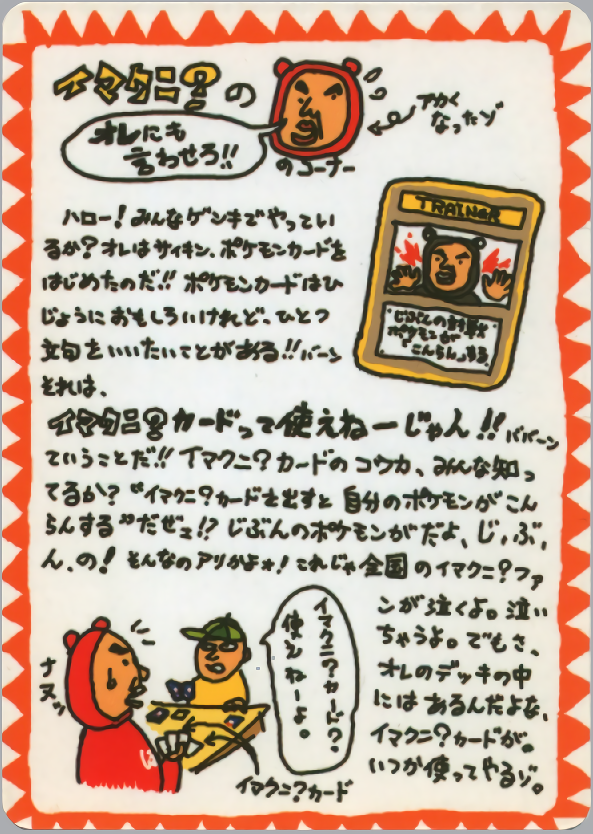 イマクニ?の
オレにも
言わせろ!!
のコーナー
アカく
なったゾ
ハロー!みんなゲンキでやってい
るか?オレはサイキン、ポケモンカードを
はじめたのだ!!ポケモンカードはひ
じょうにおもしろいけれど、ひとつ
文句をいいたいことがある!!バーン
それは、
TRAINER
じぶんの対戦
ポケモンが
「こんらん」する
イマクニ?カードって使えねーじゃん!!ババーン
ていうことだ!!イマクニ?カードのコウカ、みんな知っ
てるか?“イマクニ?カードを出すと自分のポケモンがこん
らんする”だぜェ!?じぶんのポケモンがだよ、じ、ぶ、
ん、の!そんなのアリかよォ!これじゃ全国のイマクニ?ファ
ンが泣くよ。泣い
ちゃうよ。でもさ、
オレのデッキの中
にはあるんだよな、
イマクニ?カードが。
いつか使ってやるゾ。
イマクニ?カード?
使えねーよ。
ナヌッ
イマクニ?カード